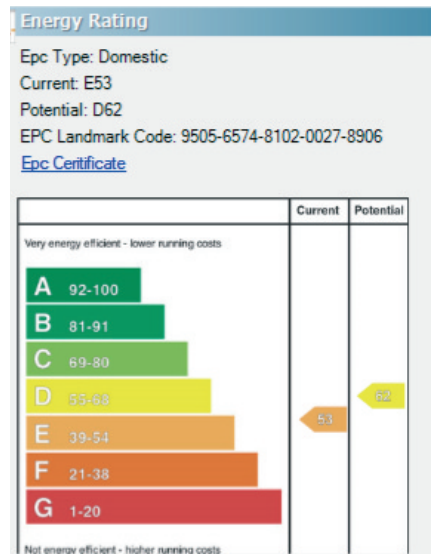 Energy Rating
Epc Type: Domestic
Current: E53
Potential: D62
EPC Landmark Code: 9505-6574-8102-0027-8906
Epc Ceritificate
Current Potential
Very energy efficient - lower running costs
A 92-100
B 81-91
C 69-80
D 55-68
62
E 39-54
53
F 21-38
G 1-20
Not energy efficient - higher running costs